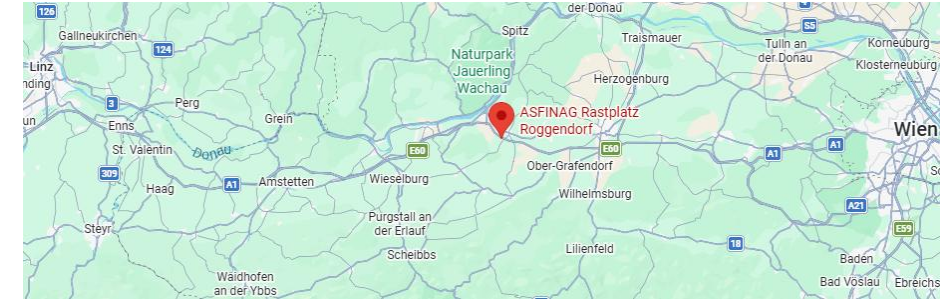 126
der Donau
Gallneukirchen
124
Spitz
Traismauer
S5
Tulln an
der Donau
Korneuburg
Linz
nding
Naturpark
Jauerling
Wachau
Herzogenburg
Klosterneuburg
3
Perg
Grein
ASFINAG Rastplatz
Roggendorf
un
Enns
Wien
St. Valentin
Donau
E60
E60
A1
A1
309
Haag
A1
Amstetten
Wieselburg
Ober-Grafendorf
Wilhelmsburg
A21
Steyr
Purgstall an
der Erlauf
E59
Scheibbs
Lilienfeld
18
Baden
Waidhofen
an der Ybbs
Bad Vöslau
Ebreichs